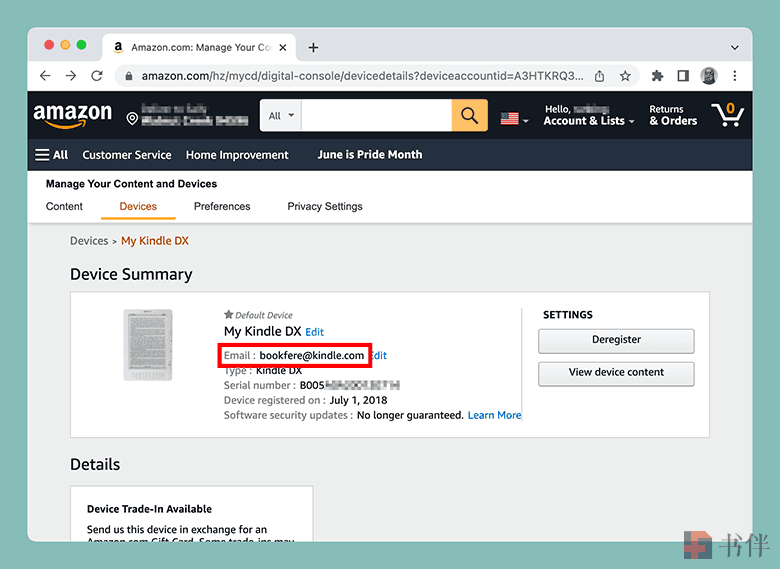 Amazon.com: Manage Your Co
amazon.com/hz/mycd/digital-console/devicedetails?deviceaccountid=A3HTKRQ3...
amazon
All
Hello,
Account & Lists
Returns
& Orders
0
All Customer Service Home Improvement June is Pride Month
Manage Your Content and Devices
Content Devices Preferences Privacy Settings
Devices > My Kindle DX
Device Summary
Default Device
My Kindle DX Edit
Email : bookfere@kindle.com Edit
Type : Kindle DX
Serial number : B005
Device registered on : July 1, 2018
Software security updates : No longer guaranteed. Learn More
SETTINGS
Deregister
View device content
Details
Device Trade-In Available
Send us this device in exchange for an
Amazon.com Gift Card. Some trade-ins may
书伴